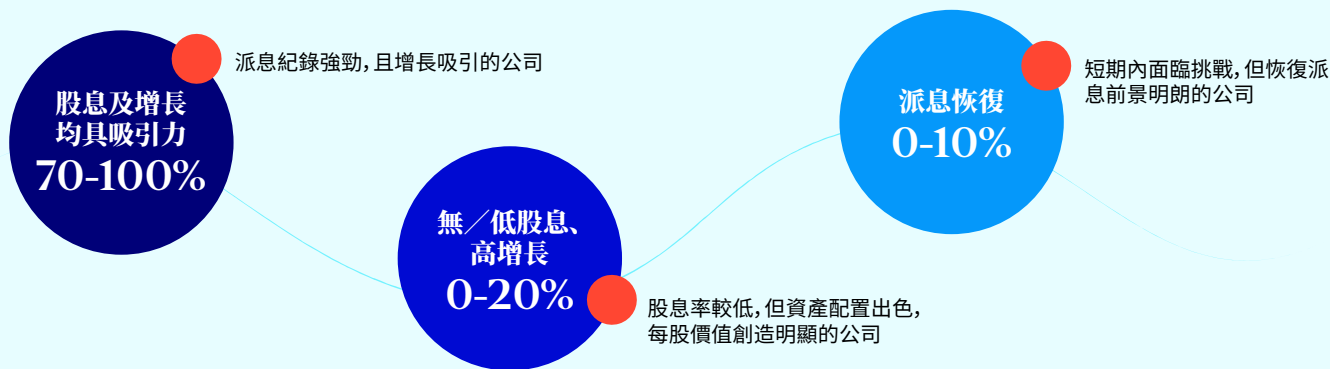 股息及增長
均具吸引力
70-100%
派息紀錄強勁，且增長吸引的公司
無／低股息、
高增長
0-20%
股息率較低，但資產配置出色，
每股價值創造明顯的公司
派息恢復
0-10%
短期內面臨挑戰，但恢復派
息前景明朗的公司